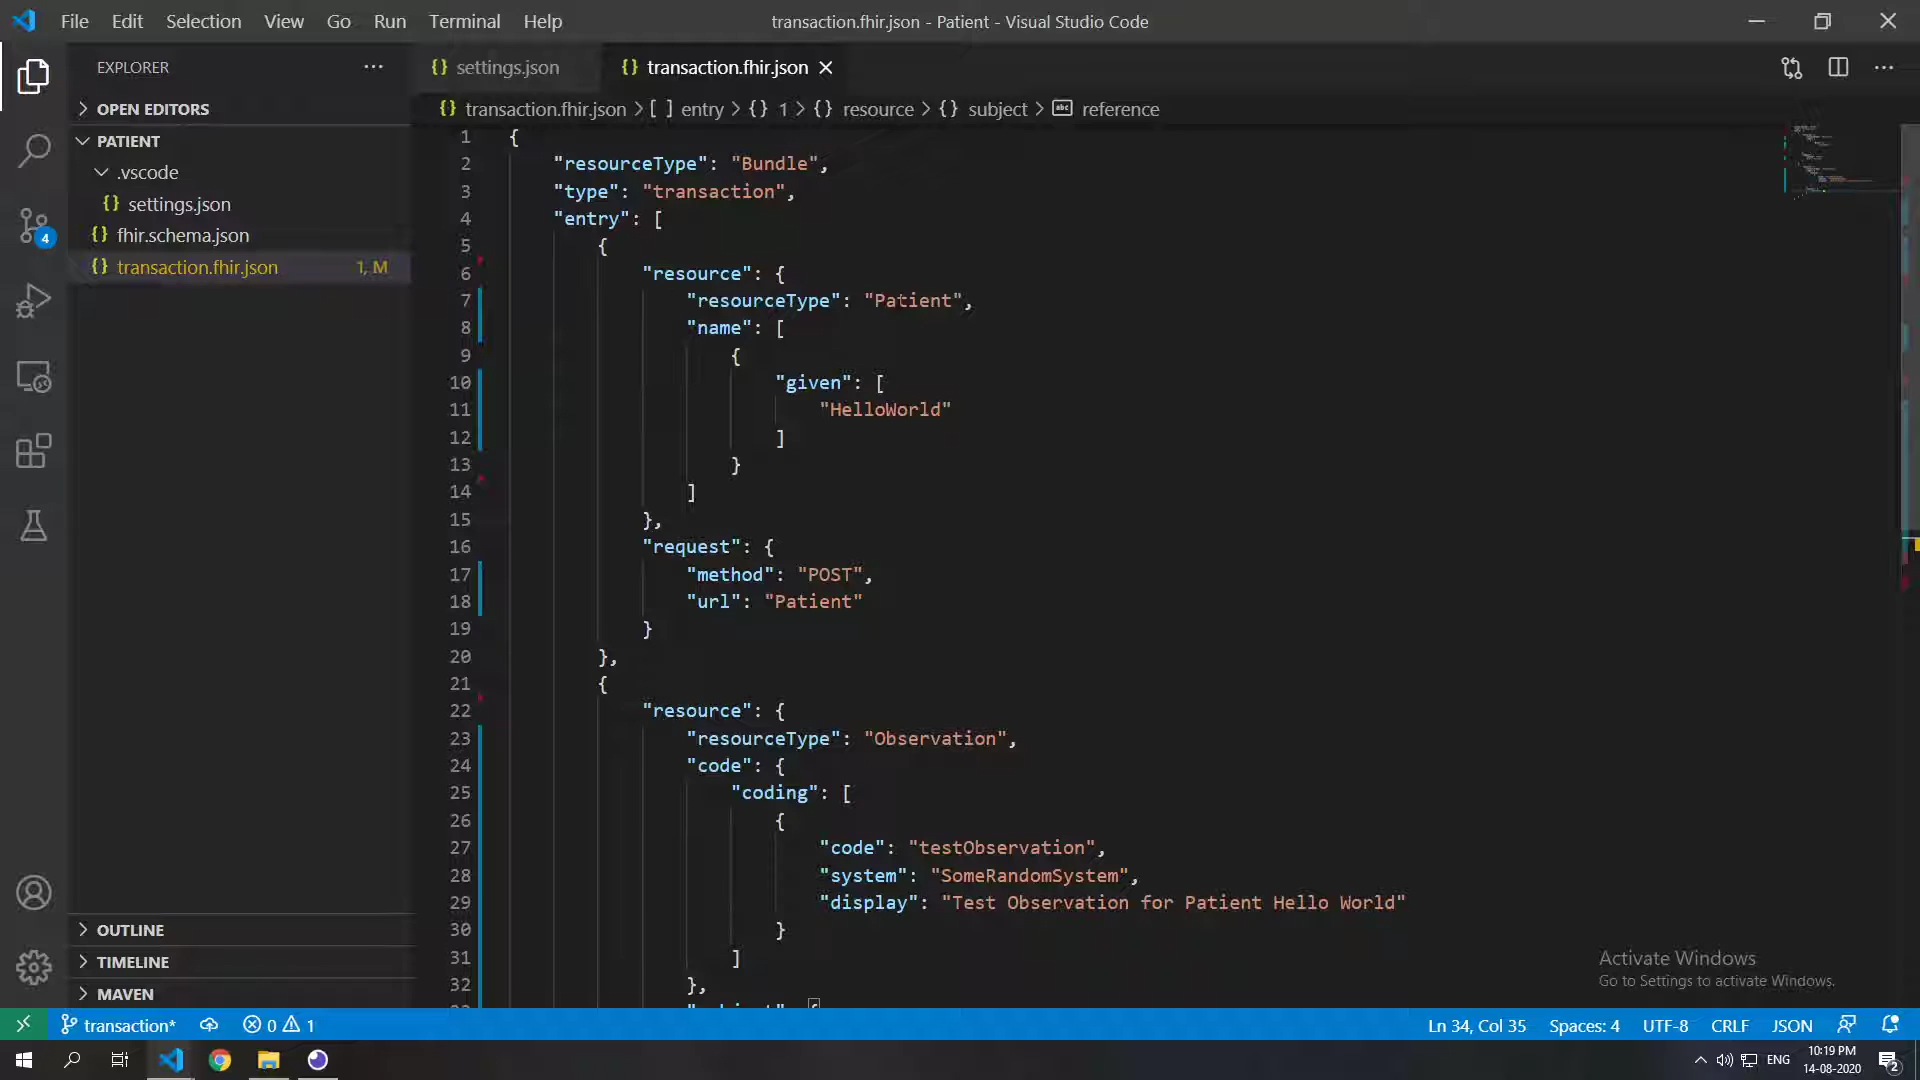 File Edit Selection View Go Run Terminal Help
transaction.fhir.json - Patient - Visual Studio Code
EXPLORER
OPEN EDITORS
PATIENT
.vscode
{} settings.json
{} fhir.schema.json
{} transaction.fhir.json 1, M
OUTLINE
TIMELINE
MAVEN
{} settings.json
{} transaction.fhir.json
{} transaction.fhir.json > [ ] entry > {} 1 > {} resource > {} subject > abc reference
1 {
2 "resourceType": "Bundle",
3 "type": "transaction",
4 "entry": [
5 {
6 "resource": {
7 "resourceType": "Patient",
8 "name": [
9 {
10 "given": [
11 "HelloWorld"
12 ]
13 }
14 ]
15 },
16 "request": {
17 "method": "POST",
18 "url": "Patient"
19 }
20 },
21 {
22 "resource": {
23 "resourceType": "Observation",
24 "code": {
25 "coding": [
26 {
27 "code": "testObservation",
28 "system": "SomeRandomSystem",
29 "display": "Test Observation for Patient Hello World"
30 }
31 ]
32 },
Activate Windows
Go to Settings to activate Windows.
4
transaction* 0 1
Ln 34, Col 35 Spaces: 4 UTF-8 CRLF JSON
ENG
10:19 PM
14-08-2020
2